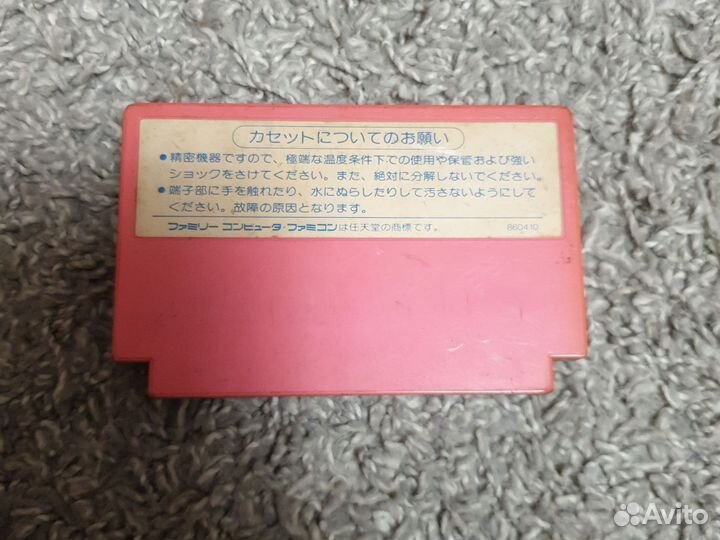 カセットについてのお願い
●精密機器ですので、極端な温度条件下での使用や保管および強い
ショックをさけてください。また、絶対に分解しないでください。
●端子部に手を触れたり、水にぬらしたりして汚さないようにして
ください。故障の原因となります。
ファミリーコンピュータ・ファミコンは任天堂の商標です。 860410
Avito